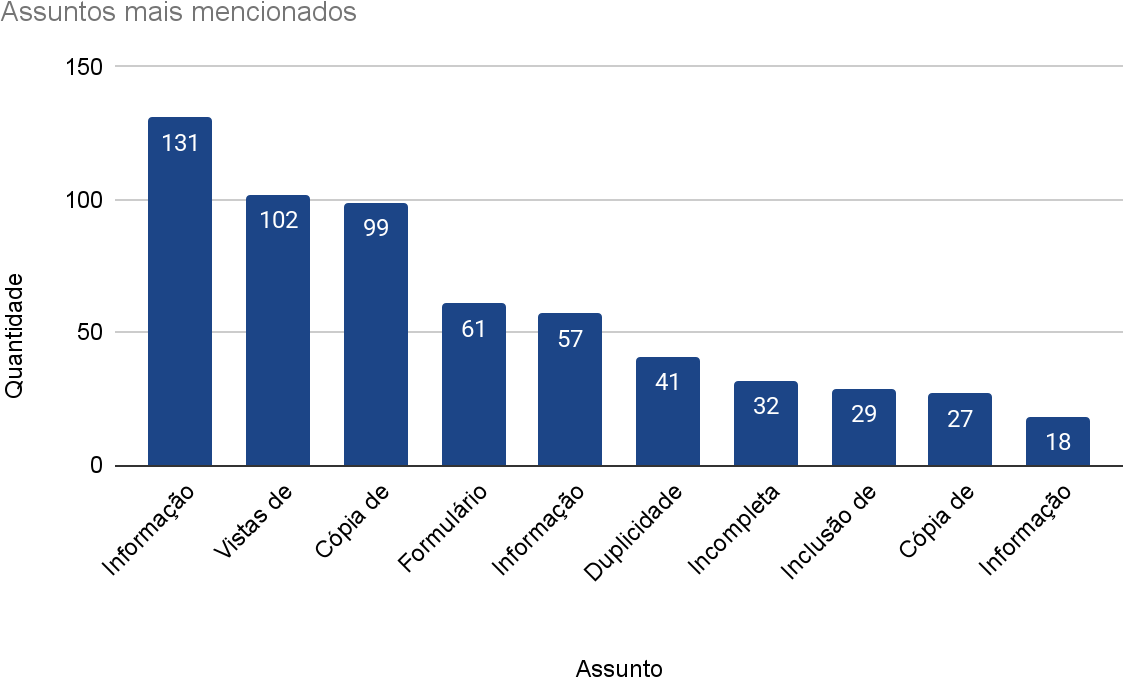 Assuntos mais mencionados
150
100
50
0
Quantidade
131
102
99
61
57
41
32
29
27
18
Informação
Vistas de
Cópia de
Formulário
Informação
Duplicidade
Incompleta
Inclusão de
Cópia de
Informação
Assunto